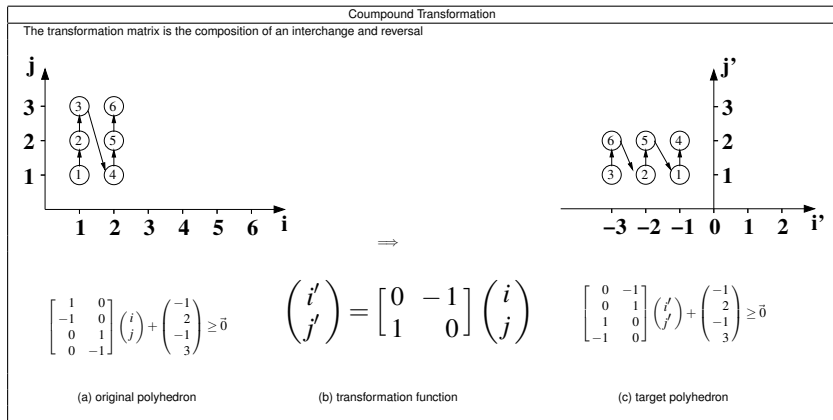 Coumpound Transformation
The transformation matrix is the composition of an interchange and reversal
j
3
2
1
3 6
2 5
1 4
1 2 3 4 5 6 i
⟹
j'
3
2
1
6 5 4
3 2 1
−3 −2 −1 0 1 2 i'
[1 0; −1 0; 0 1; 0 −1] (i; j) + (−1; 2; −1; 3) ≥ 0⃗
(i′; j′) = [0 −1; 1 0] (i; j)
[0 −1; 0 1; 1 0; −1 0] (i′; j′) + (−1; 2; −1; 3) ≥ 0⃗
(a) original polyhedron
(b) transformation function
(c) target polyhedron